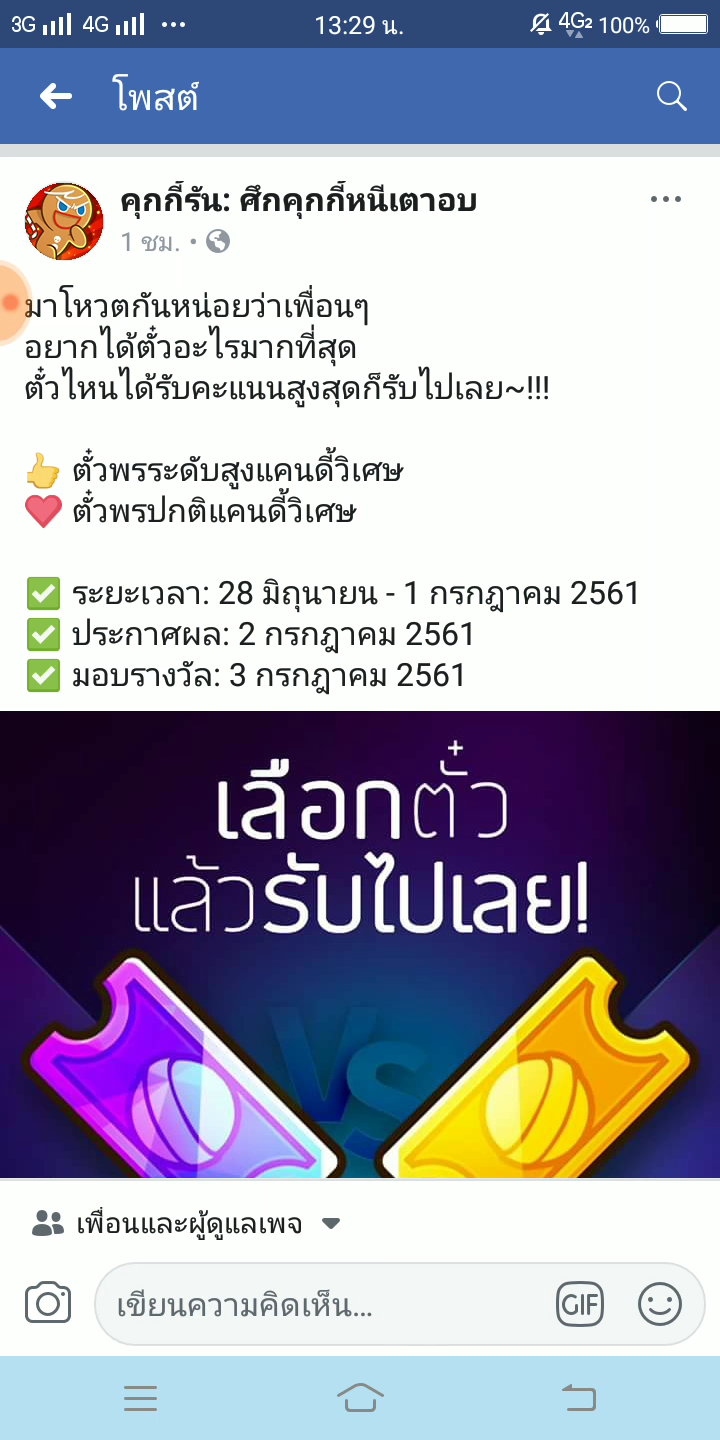 3G 4G ••• 13:29 น. 4G2 100%
โพสต์
คุกกี้รัน: ศึกคุกกี้หนีเตาอบ
1 ชม. •
มาโหวตกันหน่อยว่าเพื่อนๆ
อยากได้ตั๋วอะไรมากที่สุด
ตั๋วไหนได้รับคะแนนสูงสุดก็รับไปเลย~!!!
👍 ตั๋วพรระดับสูงแคนดี้วิเศษ
❤ ตั๋วพรปกติแคนดี้วิเศษ
✅ ระยะเวลา: 28 มิถุนายน - 1 กรกฎาคม 2561
✅ ประกาศผล: 2 กรกฎาคม 2561
✅ มอบรางวัล: 3 กรกฎาคม 2561
เลือกตั๋ว
แล้วรับไปเลย!
VS
เพื่อนและผู้ดูแลเพจ
เขียนความคิดเห็น... GIF